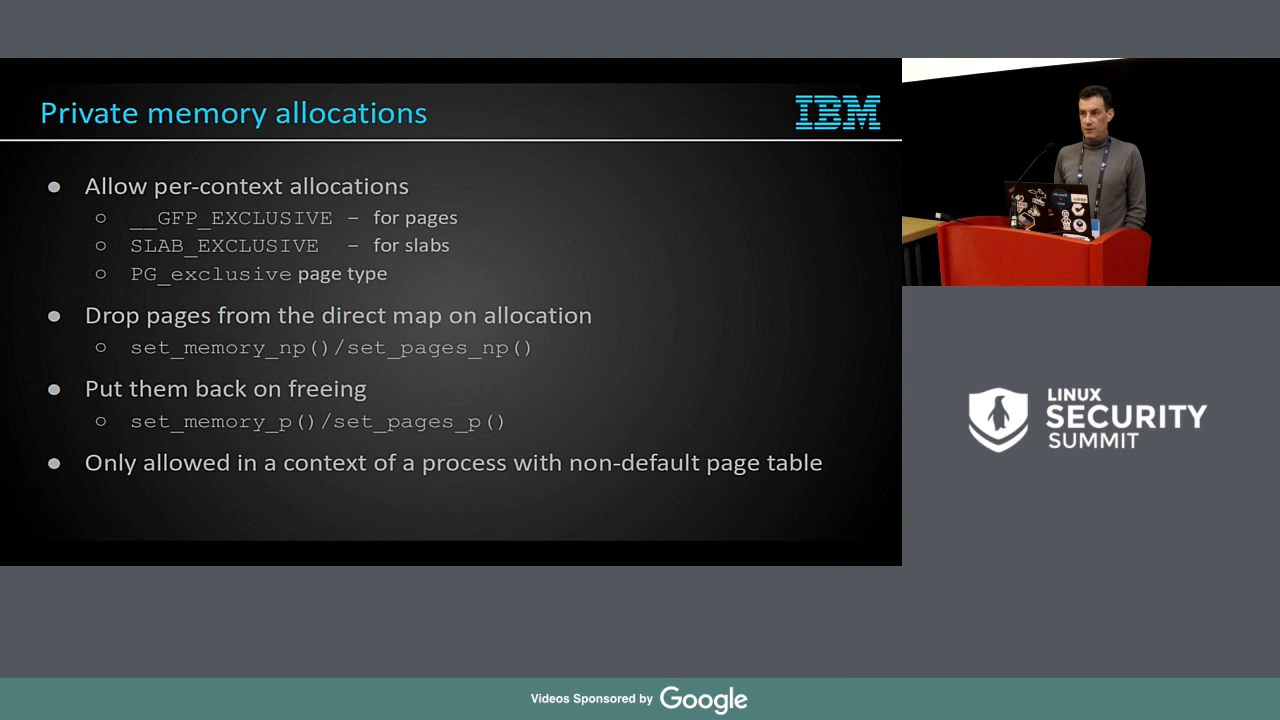 Private memory allocations
IBM
● Allow per-context allocations
○ __GFP_EXCLUSIVE – for pages
○ SLAB_EXCLUSIVE – for slabs
○ PG_exclusive page type
● Drop pages from the direct map on allocation
○ set_memory_np()/set_pages_np()
● Put them back on freeing
○ set_memory_p()/set_pages_p()
● Only allowed in a context of a process with non-default page table
LINUX
SECURITY
SUMMIT
Videos Sponsored by Google